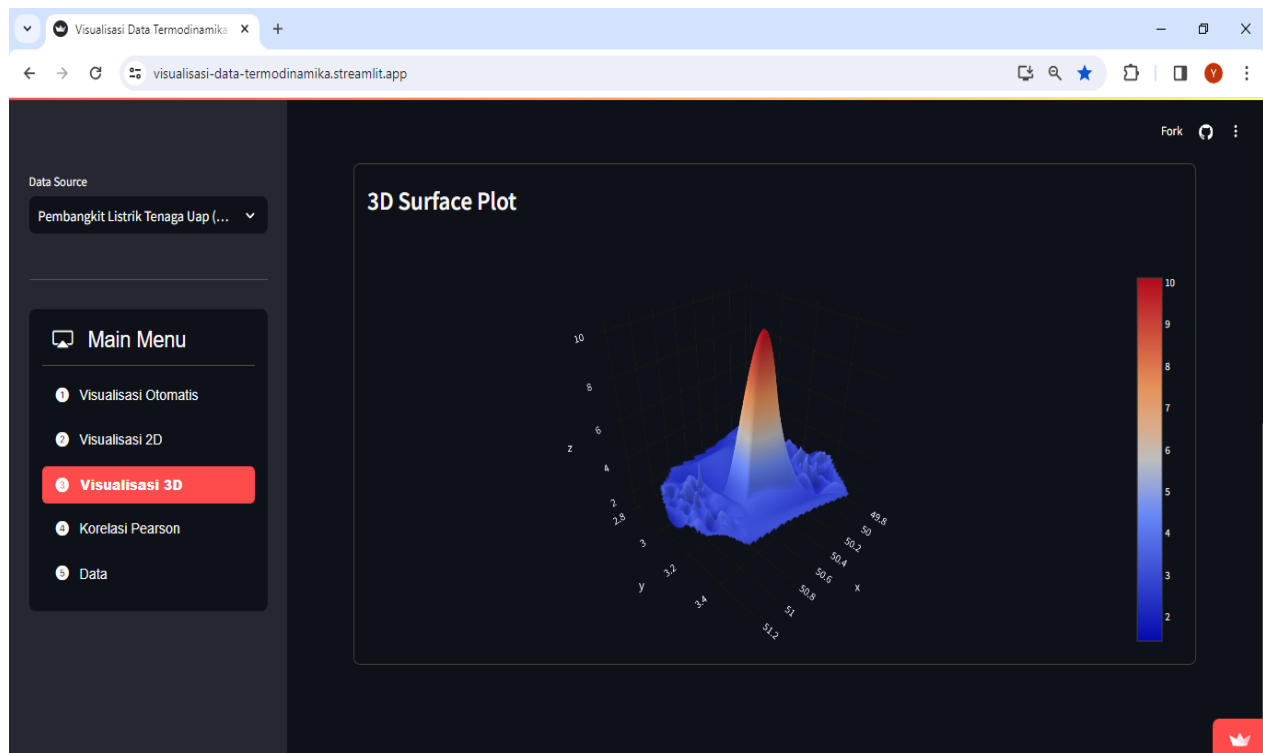 Visualisasi Data Termodinamika
visualisasi-data-termodinamika.streamlit.app
Y
Fork
Data Source
Pembangkit Listrik Tenaga Uap (...
Main Menu
1 Visualisasi Otomatis
2 Visualisasi 2D
3 Visualisasi 3D
4 Korelasi Pearson
5 Data
3D Surface Plot
10
8
6
4
2
z
2.8
3
3.2
3.4
y
49.8
50
50.2
50.4
50.6
50.8
51
51.2
x
10
9
8
7
6
5
4
3
2